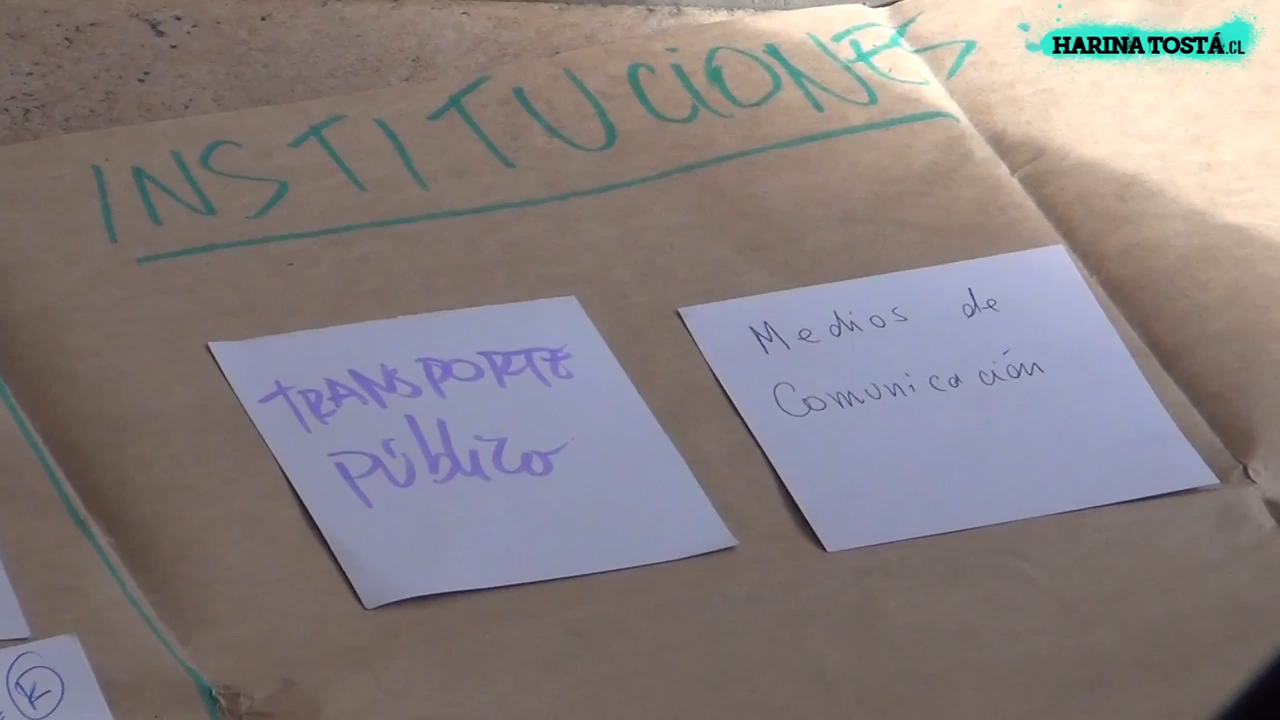 HARINA TOSTÁ.CL
INSTITUCIONES
TRANSPORTE
Público
Medios de
Comunicación
K